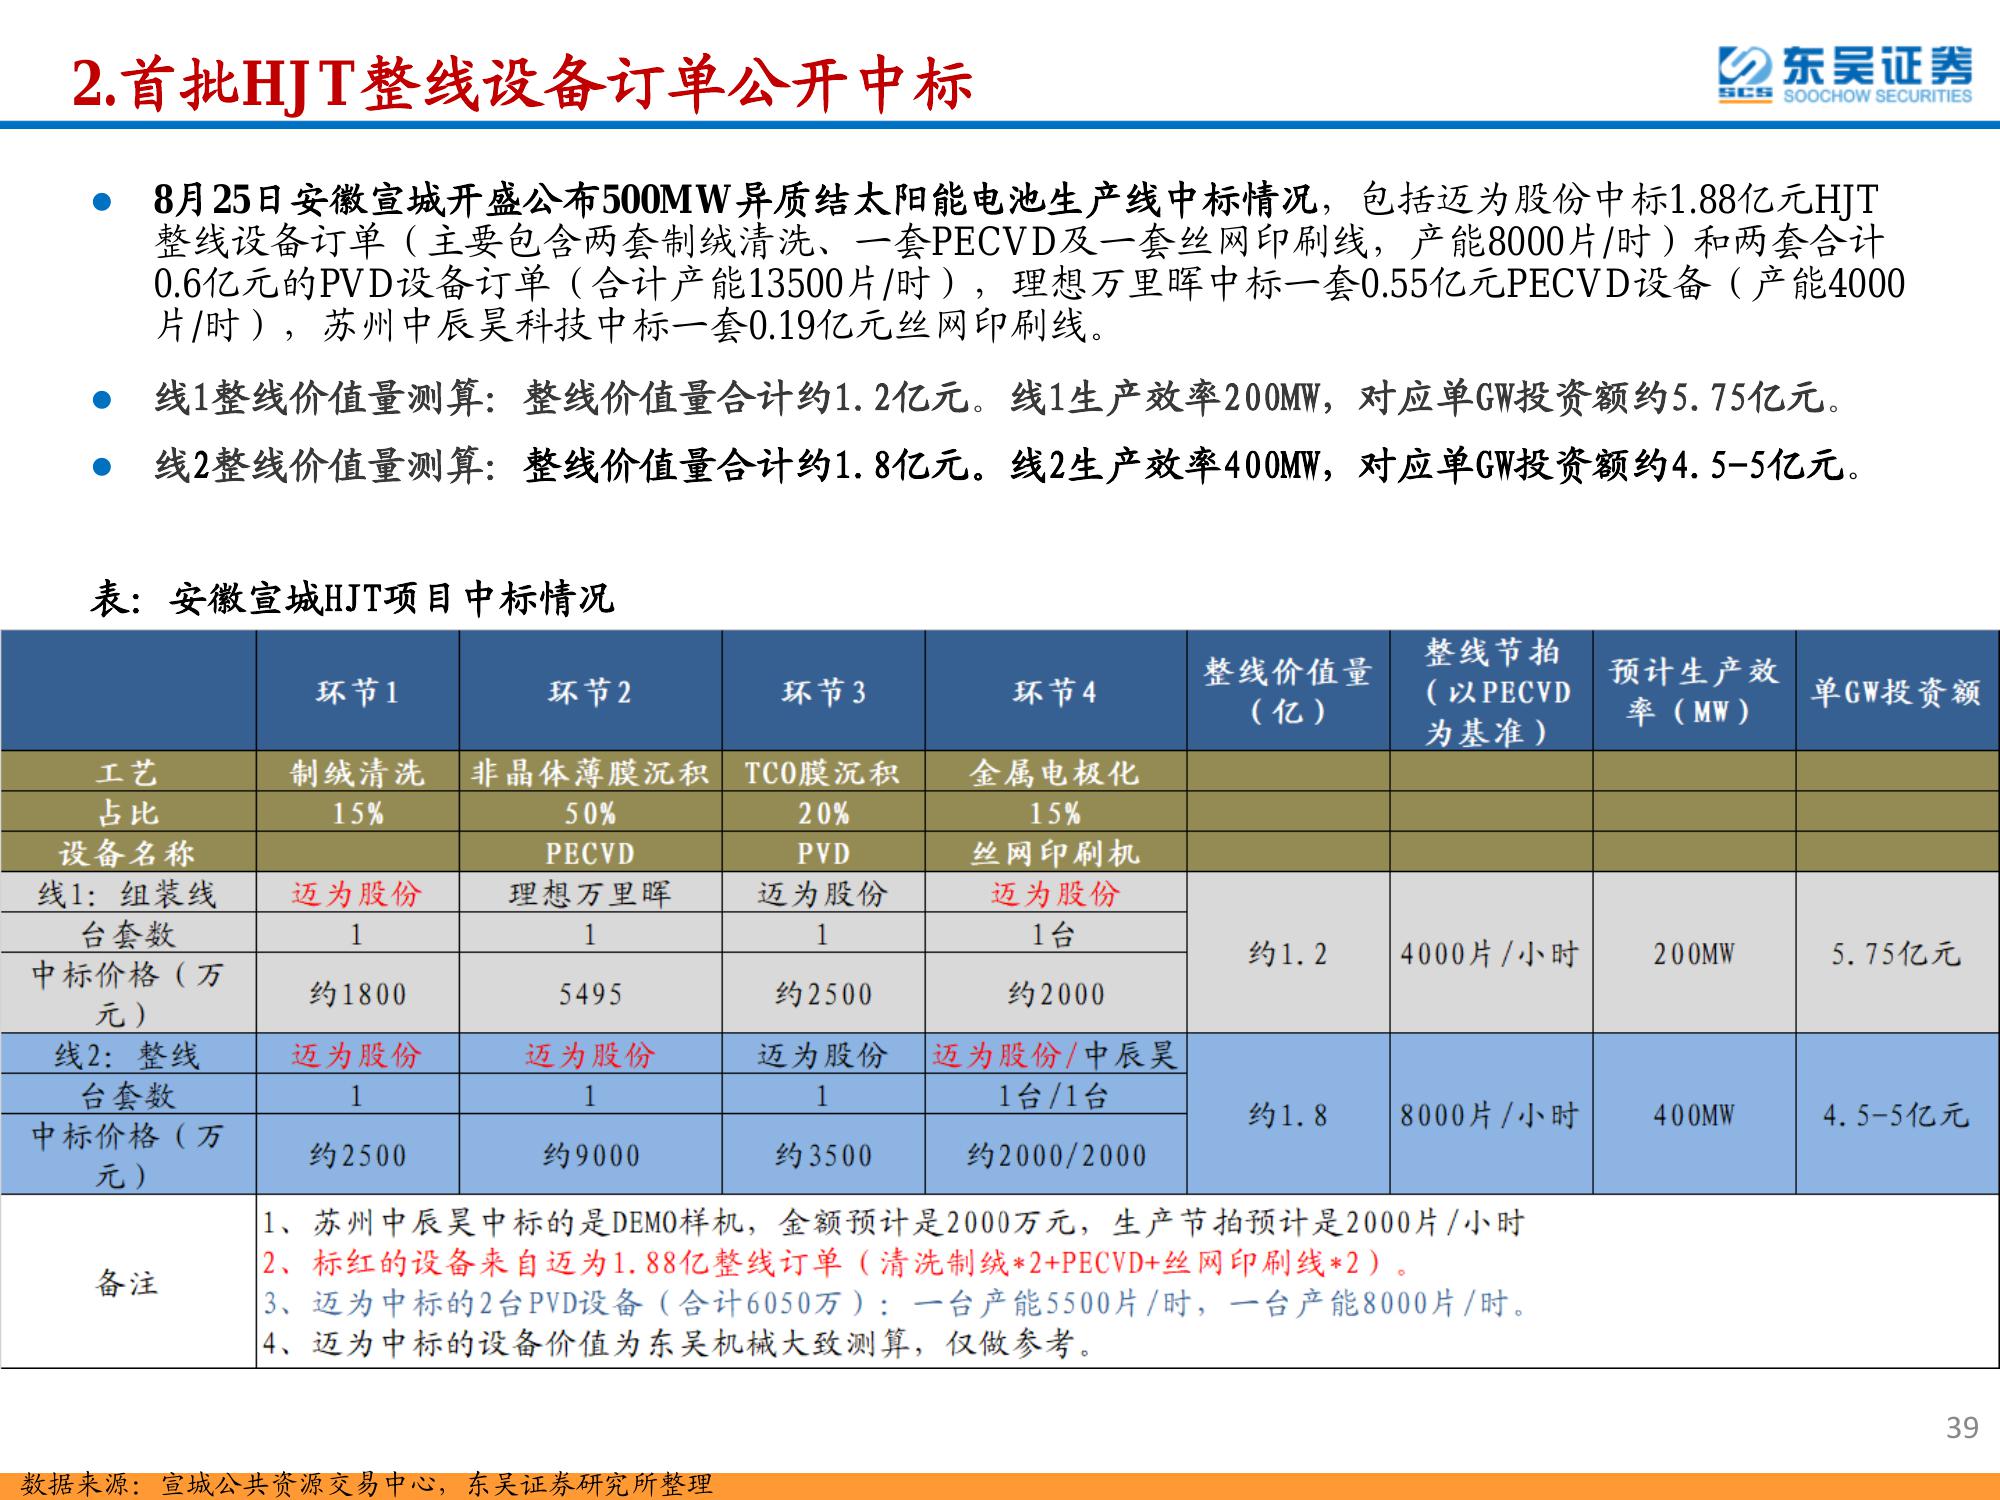 2.首批HJT整线设备订单公开中标
东吴证券
SCS SOOCHOW SECURITIES
8月25日安徽宣城开盛公布500MW异质结太阳能电池生产线中标情况，包括迈为股份中标1.88亿元HJT
整线设备订单（主要包含两套制绒清洗、一套PECVD及一套丝网印刷线，产能8000片/时）和两套合计
0.6亿元的PVD设备订单（合计产能13500片/时），理想万里晖中标一套0.55亿元PECVD设备（产能4000
片/时），苏州中辰昊科技中标一套0.19亿元丝网印刷线。
线1整线价值量测算：整线价值量合计约1.2亿元。线1生产效率200MW，对应单GW投资额约5.75亿元。
线2整线价值量测算：整线价值量合计约1.8亿元。线2生产效率400MW，对应单GW投资额约4.5-5亿元。
表：安徽宣城HJT项目中标情况
环节1 环节2 环节3 环节4 整线价值量（亿） 整线节拍（以PECVD为基准） 预计生产效率（MW） 单GW投资额
工艺 制绒清洗 非晶体薄膜沉积 TCO膜沉积 金属电极化
占比 15% 50% 20% 15%
设备名称 PECVD PVD 丝网印刷机
线1：组装线 迈为股份 理想万里晖 迈为股份 迈为股份 约1.2 4000片/小时 200MW 5.75亿元
台套数 1 1 1 1台
中标价格（万元） 约1800 5495 约2500 约2000
线2：整线 迈为股份 迈为股份 迈为股份 迈为股份/中辰昊 约1.8 8000片/小时 400MW 4.5-5亿元
台套数 1 1 1 1台/1台
中标价格（万元） 约2500 约9000 约3500 约2000/2000
备注
1、苏州中辰昊中标的是DEMO样机，金额预计是2000万元，生产节拍预计是2000片/小时
2、标红的设备来自迈为1.88亿整线订单（清洗制绒*2+PECVD+丝网印刷线*2）。
3、迈为中标的2台PVD设备（合计6050万）：一台产能5500片/时，一台产能8000片/时。
4、迈为中标的设备价值为东吴机械大致测算，仅做参考。
39
数据来源：宣城公共资源交易中心，东吴证券研究所整理